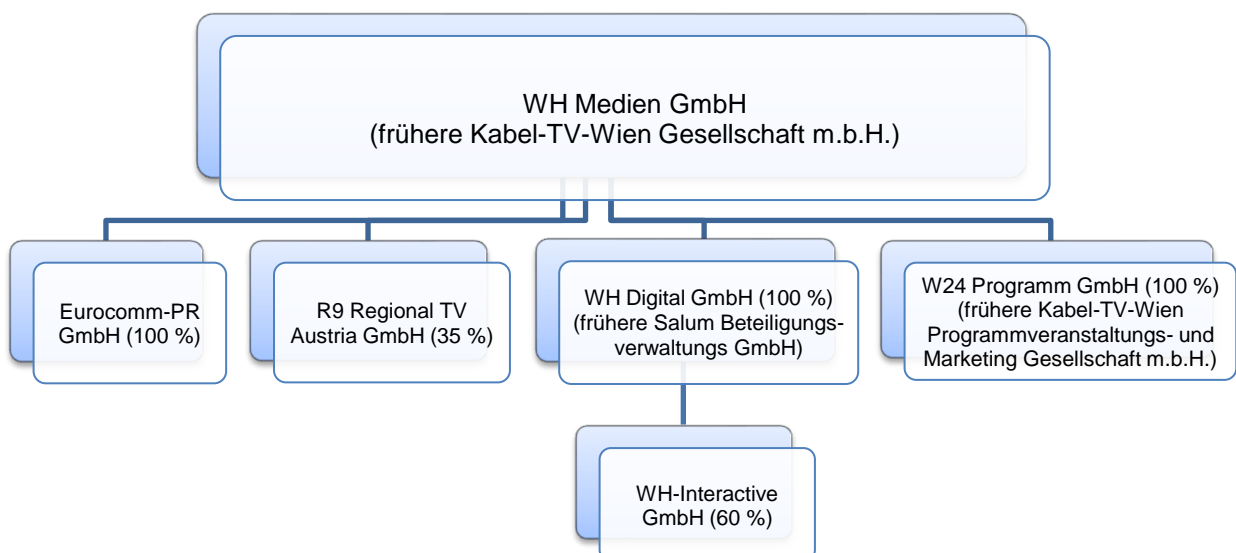 WH Medien GmbH
(frühere Kabel-TV-Wien Gesellschaft m.b.H.)
Eurocomm-PR
GmbH (100 %)
R9 Regional TV
Austria GmbH (35 %)
WH Digital GmbH (100 %)
(frühere Salum Beteiligungs-
verwaltungs GmbH)
W24 Programm GmbH (100 %)
(frühere Kabel-TV-Wien
Programmveranstaltungs- und
Marketing Gesellschaft m.b.H.)
WH-Interactive
GmbH (60 %)